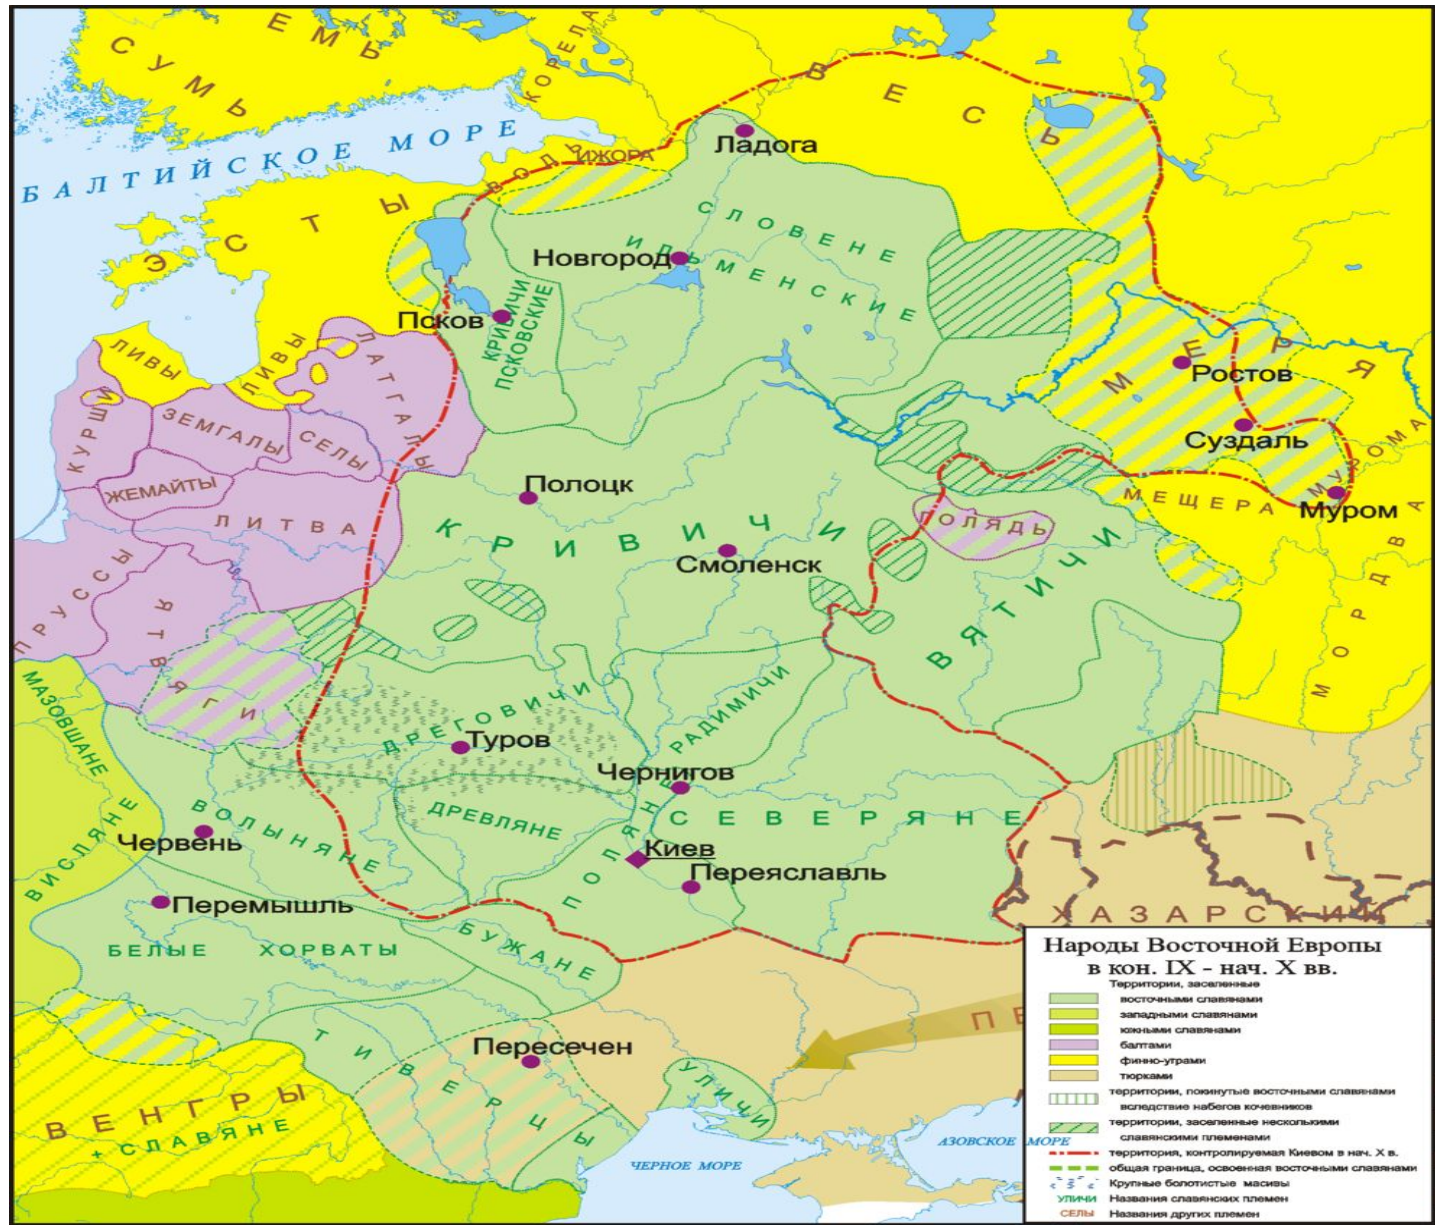 ЕМЬ
СУМЬ
КОРЕЛА
ВЕСЬ
БАЛТИЙСКОЕ МОРЕ
Ладога
ВОДЬ
ИЖОРА
ЭСТЫ
СЛОВЕНЕ
ИЛЬМЕНСКИЕ
Новгород
Псков
КРИВИЧИ
ПСКОВСКИЕ
ЛИВЫ
ЛИВЫ
ЛАТГАЛЫ
МЕРЯ
Ростов
КУРШИ
ЗЕМГАЛЫ
СЕЛЫ
Суздаль
МУРОМА
ЖЕМАЙТЫ
Полоцк
МЕЩЕРА
Муром
ЛИТВА
КРИВИЧИ
ГОЛЯДЬ
Смоленск
ВЯТИЧИ
МОРДВА
ПРУССЫ
ЯТВЯГИ
МАЗОВШАНЕ
ДРЕГОВИЧИ
РАДИМИЧИ
Туров
Чернигов
ВОЛЫНЯНЕ
ДРЕВЛЯНЕ
ПОЛЯНЕ
СЕВЕРЯНЕ
Червень
Киев
ВИСЛЯНЕ
Переяславль
Перемышль
ХАЗАРСКИЙ
БЕЛЫЕ ХОРВАТЫ
БУЖАНЕ
ПЕ
ТИВЕРЦЫ
Пересечен
УЛИЧИ
ВЕНГРЫ
+ СЛАВЯНЕ
АЗОВСКОЕ МОРЕ
ЧЕРНОЕ МОРЕ
Народы Восточной Европы
в кон. IX - нач. X вв.
Территории, заселенные
восточными славянами
западными славянами
южными славянами
балтами
финно-уграми
тюрками
территории, покинутые восточными славянами
вследствие набегов кочевников
территории, заселенные несколькими
славянскими племенами
территория, контролируемая Киевом в нач. X в.
общая граница, освоенная восточными славянами
Крупные болотистые масивы
УЛИЧИ Названия славянских племен
СЕЛЫ Названия других племен